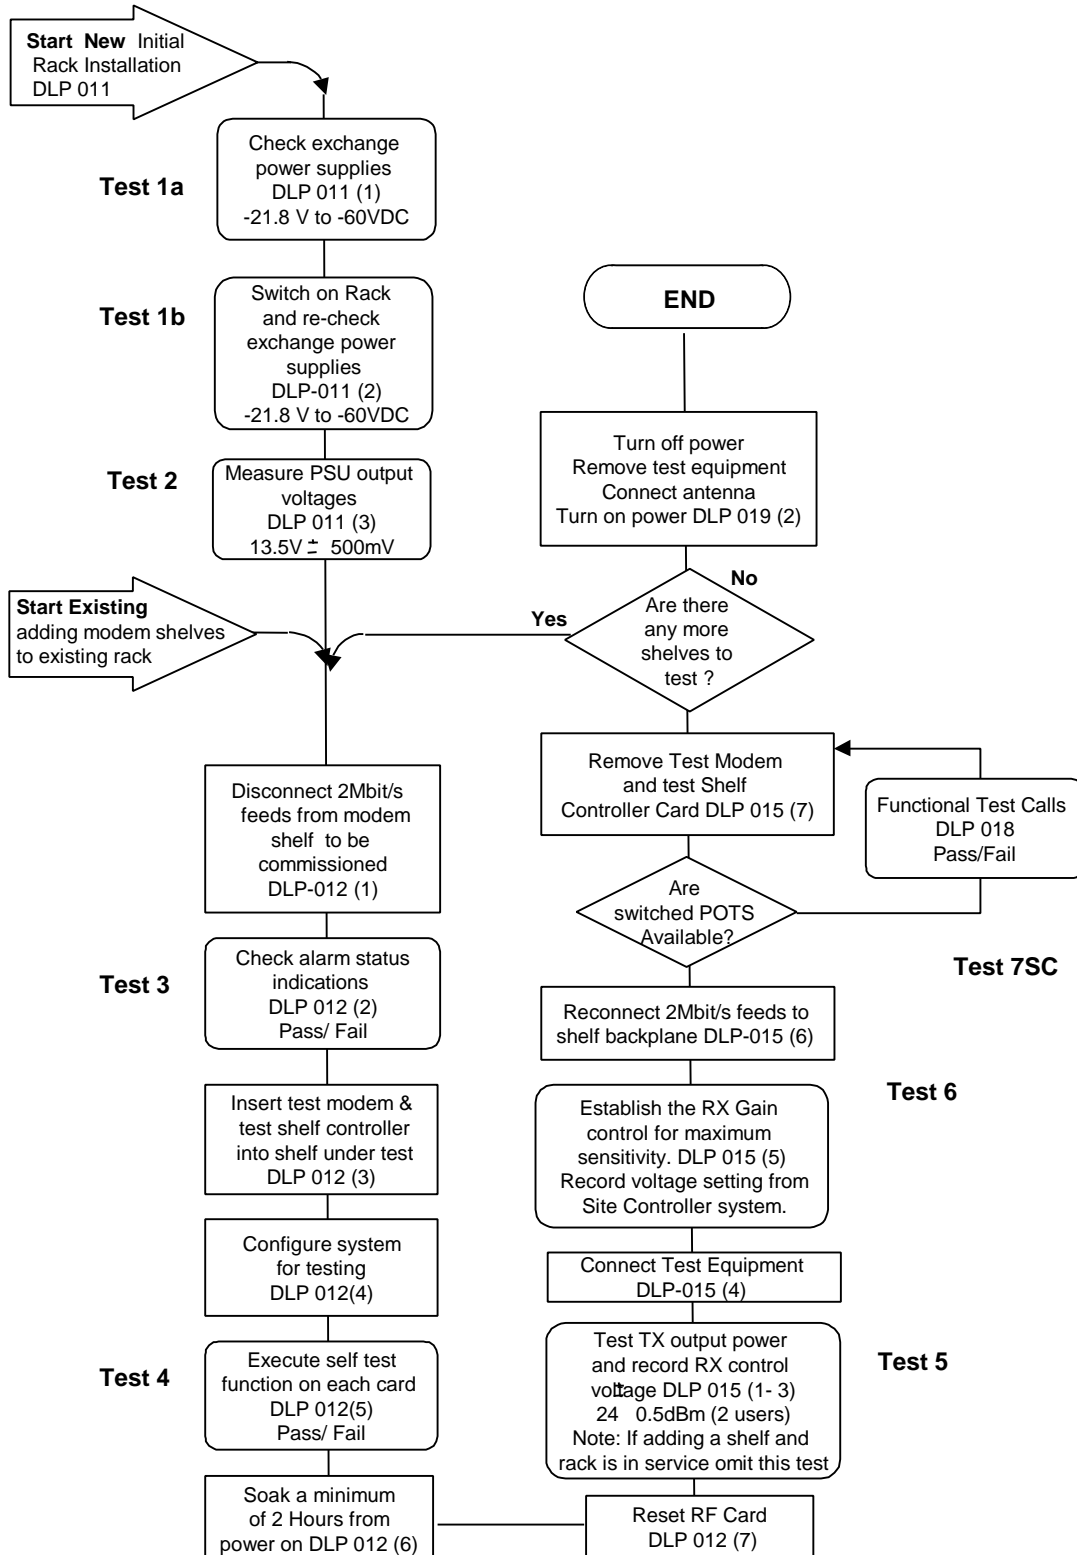 Start New Initial
Rack Installation
DLP 011
Check exchange
power supplies
DLP 011 (1)
-21.8 V to -60VDC
Test 1a
Switch on Rack
and re-check
exchange power
supplies
DLP-011 (2)
-21.8 V to -60VDC
Test 1b
Measure PSU output
voltages
DLP 011 (3)
13.5V ± 500mV
Test 2
Start Existing
adding modem shelves
to existing rack
Disconnect 2Mbit/s
feeds from modem
shelf to be
commissioned
DLP-012 (1)
Check alarm status
indications
DLP 012 (2)
Pass/ Fail
Test 3
Insert test modem &
test shelf controller
into shelf under test
DLP 012 (3)
Configure system
for testing
DLP 012(4)
Execute self test
function on each card
DLP 012(5)
Pass/ Fail
Test 4
Soak a minimum
of 2 Hours from
power on DLP 012 (6)
Reset RF Card
DLP 012 (7)
Test TX output power
and record RX control
voltage DLP 015 (1- 3)
24 ± 0.5dBm (2 users)
Note: If adding a shelf and
rack is in service omit this test
Test 5
Connect Test Equipment
DLP-015 (4)
Establish the RX Gain
control for maximum
sensitivity. DLP 015 (5)
Record voltage setting from
Site Controller system.
Test 6
Reconnect 2Mbit/s feeds to
shelf backplane DLP-015 (6)
Are
switched POTS
Available?
Test 7SC
Functional Test Calls
DLP 018
Pass/Fail
Remove Test Modem
and test Shelf
Controller Card DLP 015 (7)
Are there
any more
shelves to
test ?
Yes
No
Turn off power
Remove test equipment
Connect antenna
Turn on power DLP 019 (2)
END